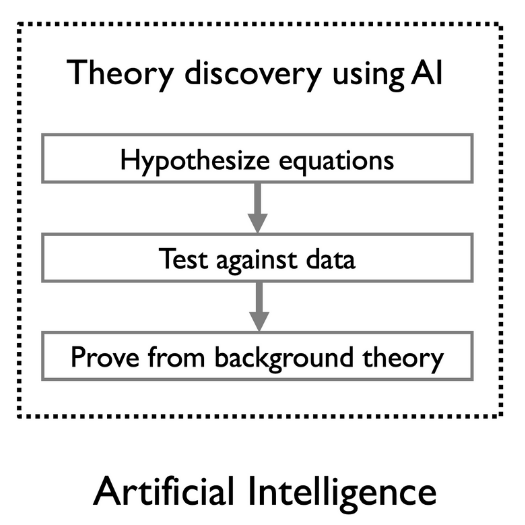 Theory discovery using AI
Hypothesize equations
Test against data
Prove from background theory
Artificial Intelligence